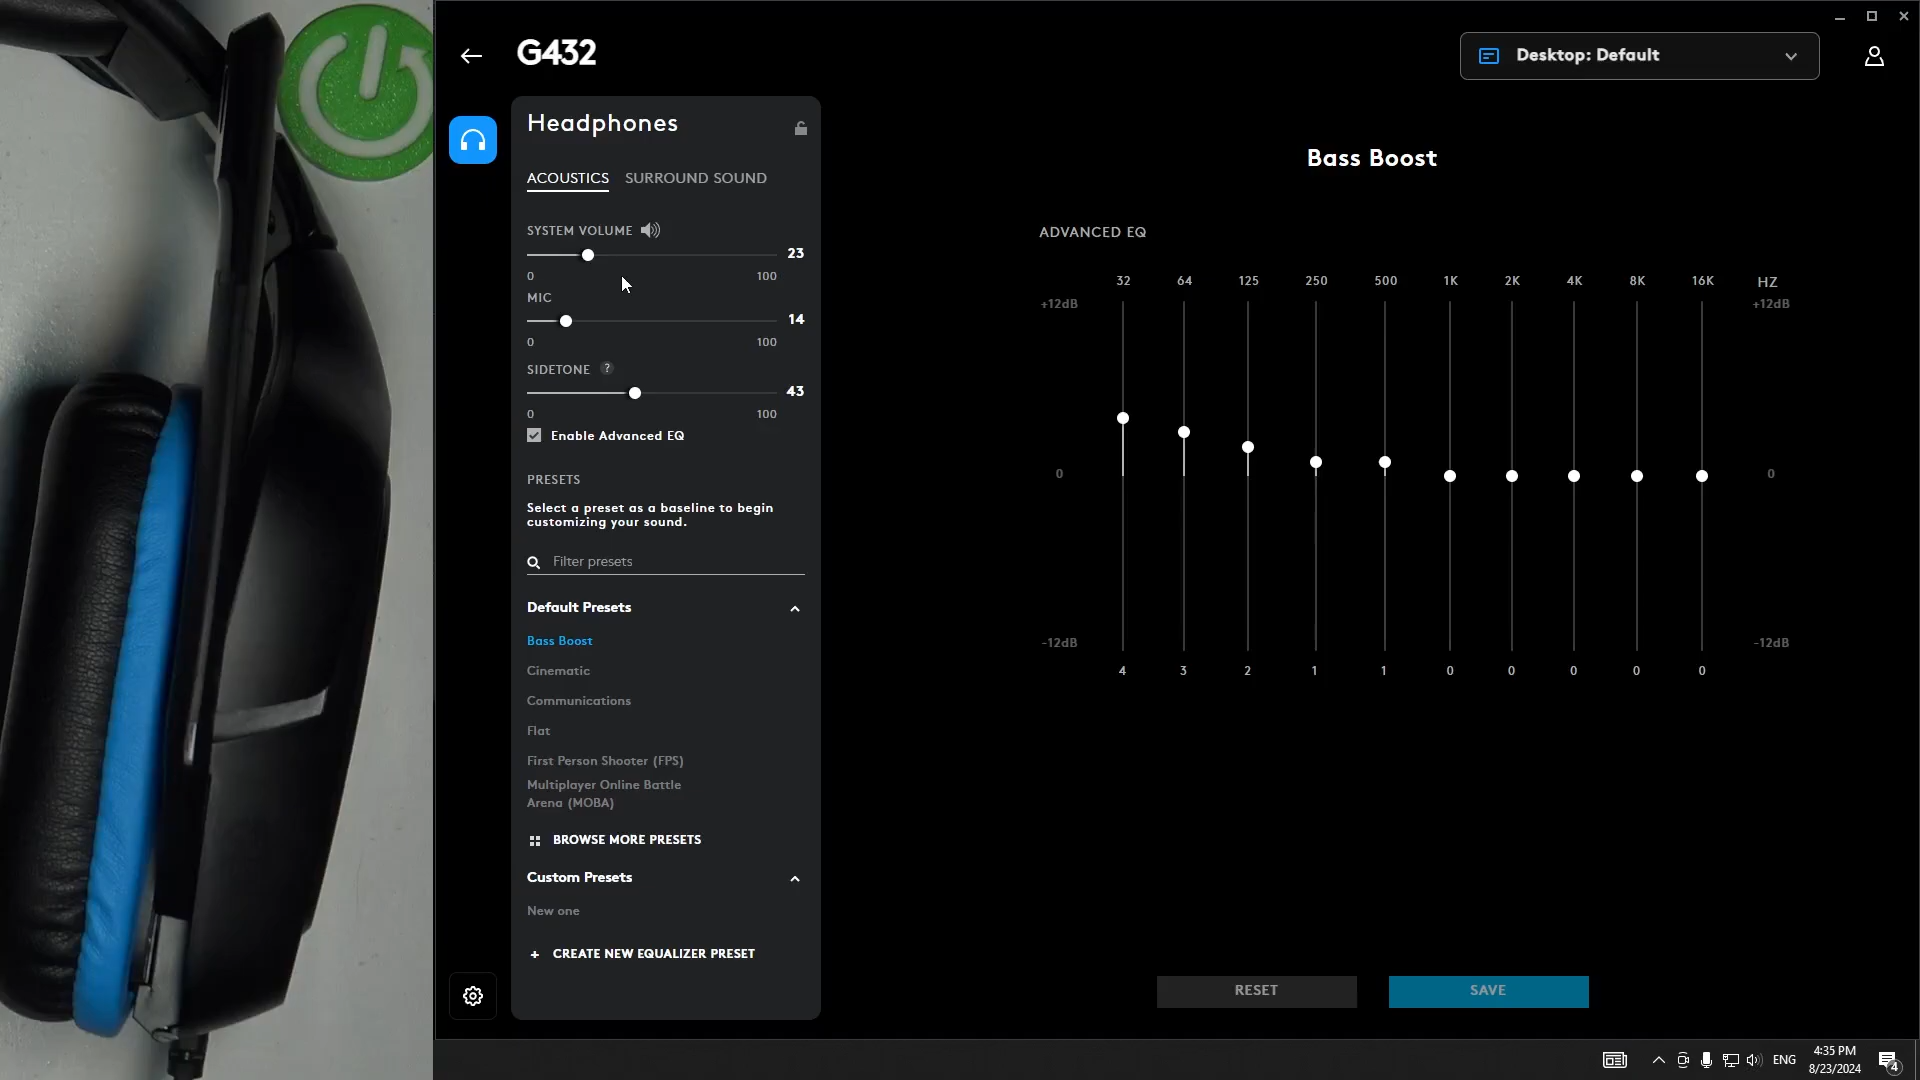 G432
Desktop: Default
Headphones
ACOUSTICS SURROUND SOUND
SYSTEM VOLUME
23
0 100
MIC
14
0 100
SIDETONE ?
43
0 100
Enable Advanced EQ
PRESETS
Select a preset as a baseline to begin
customizing your sound.
Filter presets
Default Presets
Bass Boost
Cinematic
Communications
Flat
First Person Shooter (FPS)
Multiplayer Online Battle
Arena (MOBA)
BROWSE MORE PRESETS
Custom Presets
New one
+ CREATE NEW EQUALIZER PRESET
Bass Boost
ADVANCED EQ
32 64 125 250 500 1K 2K 4K 8K 16K HZ
+12dB +12dB
0 0
-12dB -12dB
4 3 2 1 1 0 0 0 0 0
RESET SAVE
ENG
4:35 PM
8/23/2024
4